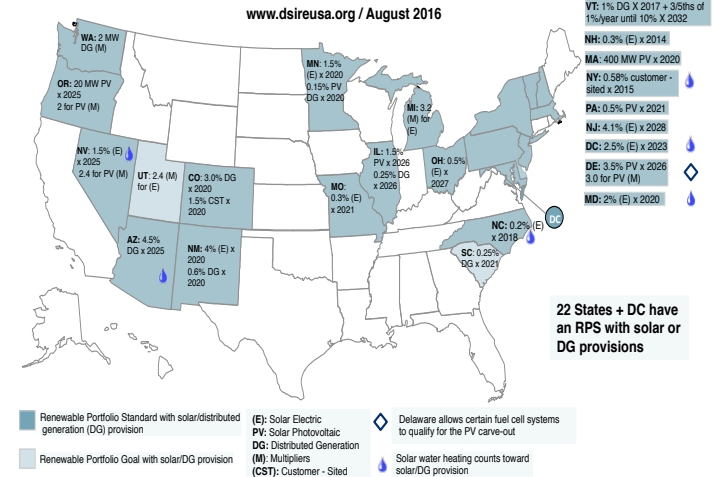 www.dsireusa.org / August 2016
WA: 2 MW
DG (M)
OR: 20 MW PV
x 2025
2 for PV (M)
NV: 1.5% (E)
x 2025
2.4 for PV (M)
UT: 2.4 (M)
for (E)
CO: 3.0% DG
x 2020
1.5% CST x
2020
AZ: 4.5%
DG x 2025
NM: 4% (E) x
2020
0.6% DG x
2020
MN: 1.5%
(E) x 2020
0.15% PV
DG x 2020
MO:
0.3% (E)
x 2021
IL: 1.5%
PV x 2026
0.25% DG
x 2026
MI: 3.2
(M) for
(E)
OH: 0.5%
(E) x
2027
NC: 0.2% (E)
x 2018
SC: 0.25%
DG x 2021
DC
VT: 1% DG X 2017 + 3/5ths of
1%/year until 10% X 2032
NH: 0.3% (E) x 2014
MA: 400 MW PV x 2020
NY: 0.58% customer -
sited x 2015
PA: 0.5% PV x 2021
NJ: 4.1% (E) x 2028
DC: 2.5% (E) x 2023
DE: 3.5% PV x 2026
3.0 for PV (M)
MD: 2% (E) x 2020
22 States + DC have
an RPS with solar or
DG provisions
Renewable Portfolio Standard with solar/distributed
generation (DG) provision
Renewable Portfolio Goal with solar/DG provision
(E): Solar Electric
PV: Solar Photovoltaic
DG: Distributed Generation
(M): Multipliers
(CST): Customer - Sited
Delaware allows certain fuel cell systems
to qualify for the PV carve-out
Solar water heating counts toward
solar/DG provision